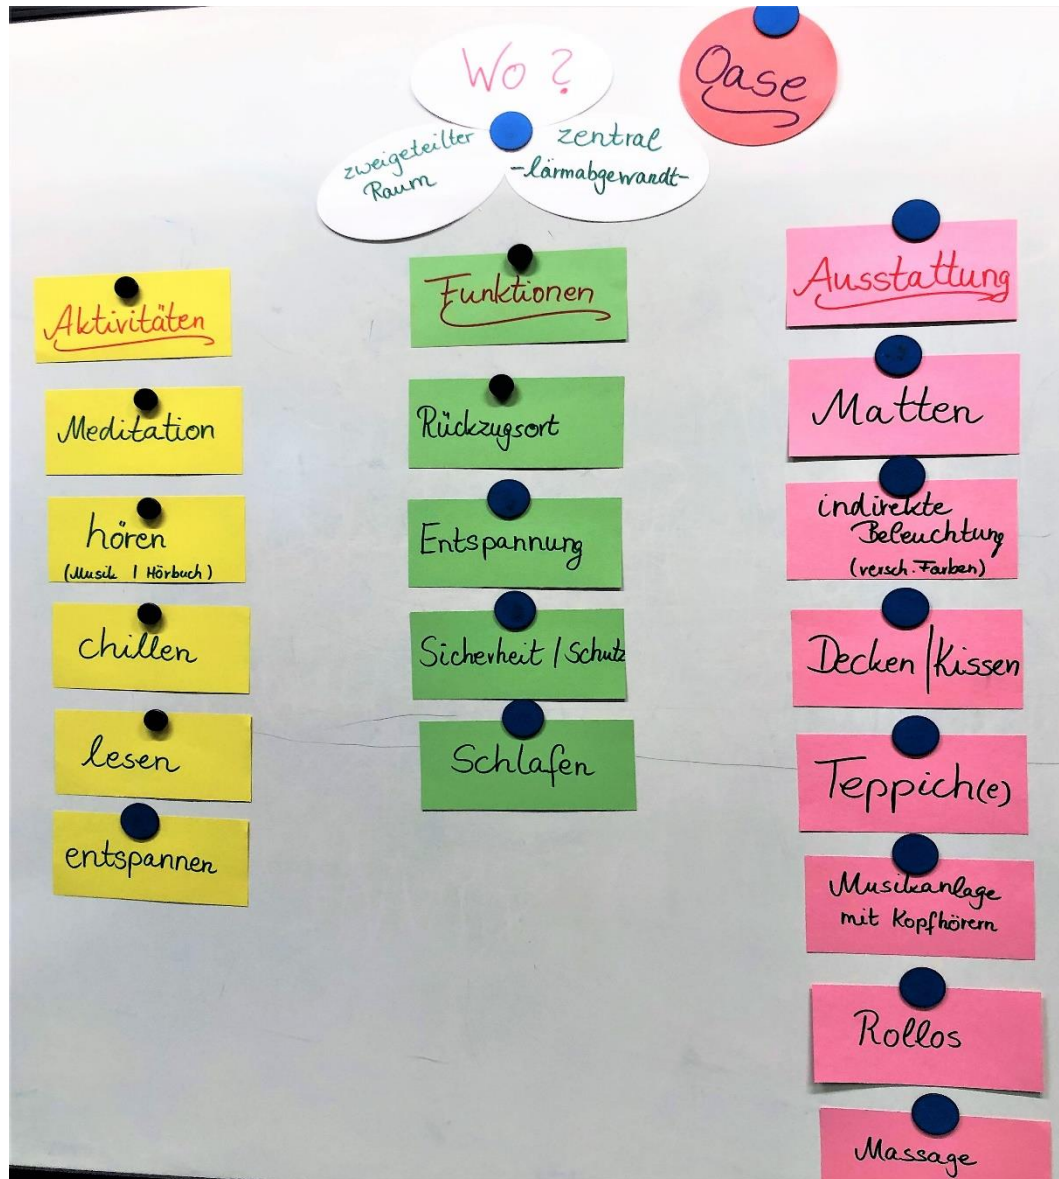 Wo ?
Oase
zweigeteilter
Raum
zentral
-lärmabgewandt-
Aktivitäten
Meditation
hören
(Musik / Hörbuch)
chillen
lesen
entspannen
Funktionen
Rückzugsort
Entspannung
Sicherheit / Schutz
Schlafen
Ausstattung
Matten
indirekte
Beleuchtung
(versch. Farben)
Decken/Kissen
Teppich(e)
Musikanlage
mit Kopfhörern
Rollos
Massage